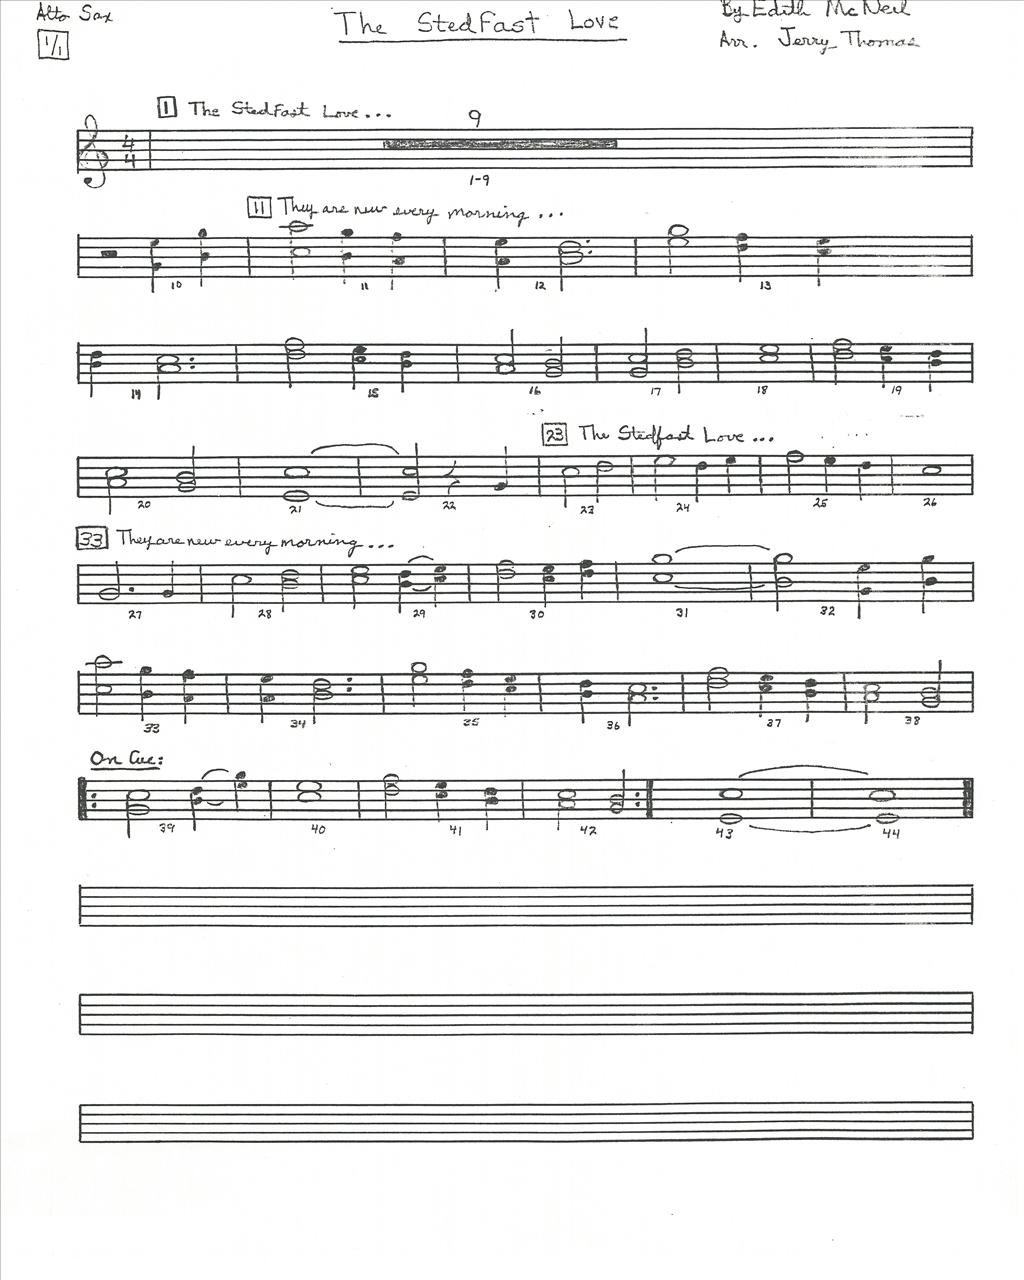 Alto Sax
1/1
The StedFast Love
By Edith McNeil
Arr. Jerry Thomas
1 The StedFast Love...
9
4
4
1-9
11 They are new every morning...
10 11 12 13
14 15 16 17 18 19
23 The Stedfast Love...
20 21 22 23 24 25 26
33 They are new every morning...
27 28 29 30 31 32
33 34 35 36 37 38
On Cue:
39 40 41 42 43 44